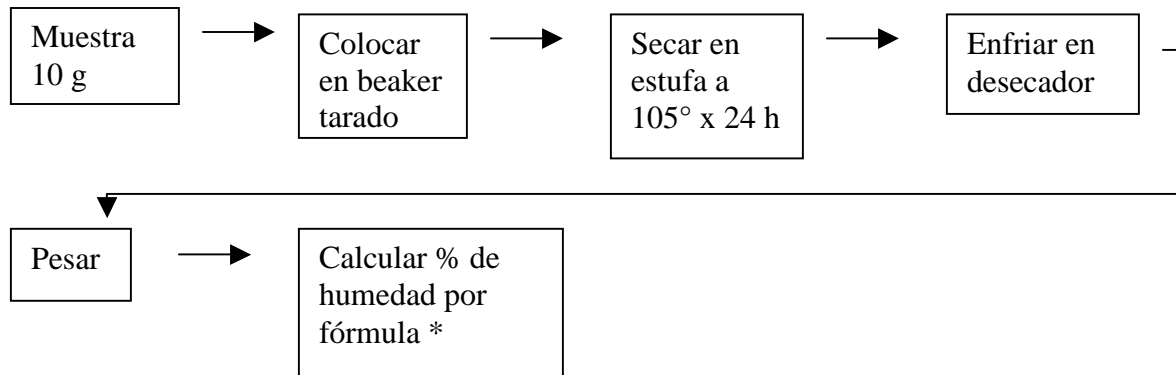 Muestra
10 g
Colocar
en beaker
tarado
Secar en
estufa a
105° x 24 h
Enfriar en
desecador
Pesar
Calcular % de
humedad por
fórmula *